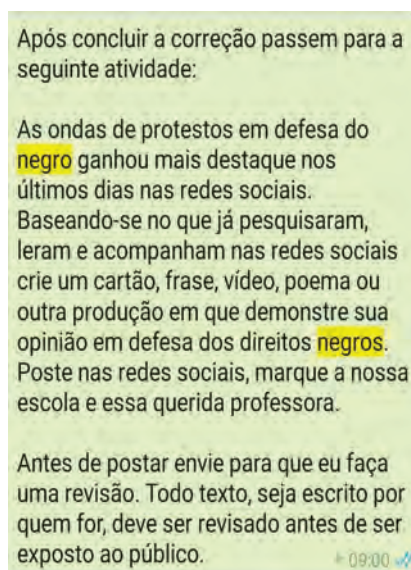 Após concluir a correção passem para a
seguinte atividade:
As ondas de protestos em defesa do
negro ganhou mais destaque nos
últimos dias nas redes sociais.
Baseando-se no que já pesquisaram,
leram e acompanham nas redes sociais
crie um cartão, frase, vídeo, poema ou
outra produção em que demonstre sua
opinião em defesa dos direitos negros.
Poste nas redes sociais, marque a nossa
escola e essa querida professora.
Antes de postar envie para que eu faça
uma revisão. Todo texto, seja escrito por
quem for, deve ser revisado antes de ser
exposto ao público.
09:00